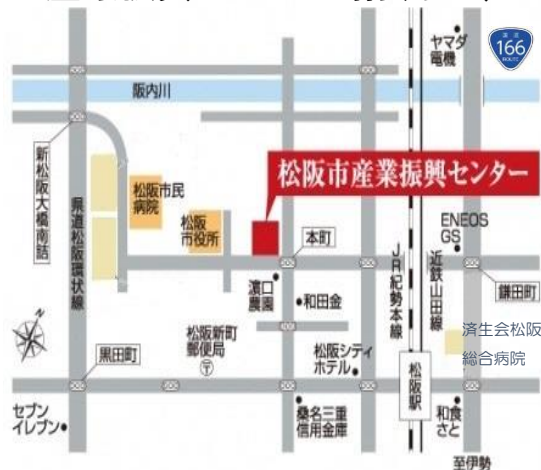 ヤマダ
電機
国道
166
ROUTE
阪内川
新松阪大橋南詰
県道松阪環状線
松阪市民
病院
松阪
市役所
松阪市産業振興センター
本町
JR紀勢本線
近鉄山田線
ENEOS
GS
鎌田町
濱口
農園
和田金
N
松阪新町
郵便局
〒
松阪シティ
ホテル
済生会松阪
総合病院
黒田町
松阪駅
セブン
イレブン
桑名三重
信用金庫
和食
さと
至伊勢